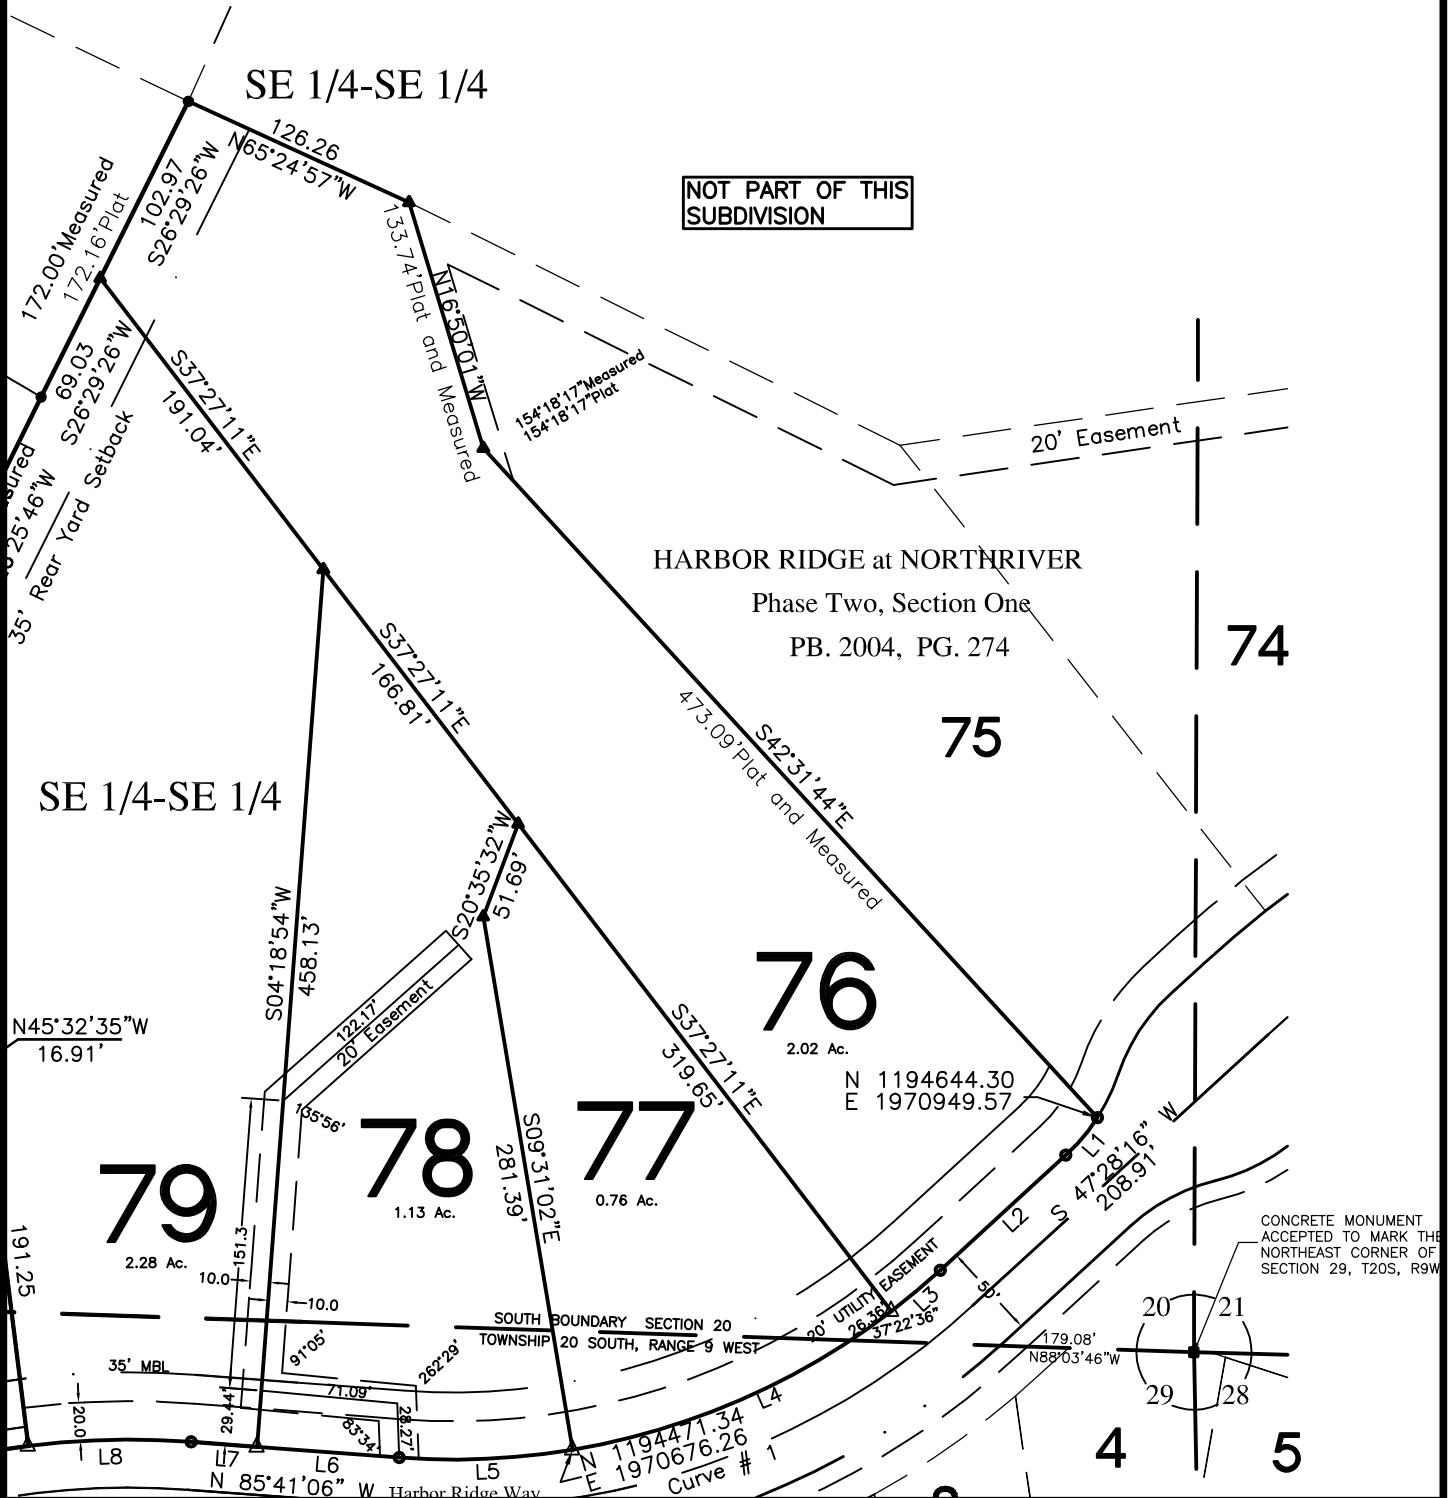 SE 1/4-SE 1/4
126.26
N65°24'57"W
NOT PART OF THIS
SUBDIVISION
172.00'Measured
172.16'Plat
102.97
S26°29'26"W
133.74'Plat and Measured
N16°50'01"W
154°18'17"Measured
154°18'17"Plat
69.03
S26°29'26"W
S37°27'11"E
191.04'
35' Rear Yard Setback
25'46"W
20' Easement
HARBOR RIDGE at NORTHRIVER
Phase Two, Section One
PB. 2004, PG. 274
74
75
S37°27'11"E
166.81'
S42°31'44"E
473.09'Plat and Measured
SE 1/4-SE 1/4
S20°35'32"W
51.69'
S04°18'54"W
458.13'
76
2.02 Ac.
N45°32'35"W
16.91'
122.17'
20' Easement
S37°27'11"E
319.65'
N 1194644.30
E 1970949.57
135°56'
78
1.13 Ac.
77
0.76 Ac.
S09°31'02"E
281.39'
79
2.28 Ac.
L1
L2
S 47°28'16" W
208.91'
191.25
151.3
10.0
10.0
CONCRETE MONUMENT
ACCEPTED TO MARK THE
NORTHEAST CORNER OF
SECTION 29, T20S, R9W
20' UTILITY EASEMENT
26.36'
37°22'36"
L3
50'
SOUTH BOUNDARY SECTION 20
TOWNSHIP 20 SOUTH, RANGE 9 WEST
20
21
29
28
179.08'
N88°03'46"W
35' MBL
91°05'
262°29'
71.09'
29.44'
20.0
83°34'
28.27'
L4
L8
L7
L6
L5
N 1194471.34
E 1970676.26
Curve # 1
N 85°41'06" W
Harbor Ridge Way
4
5